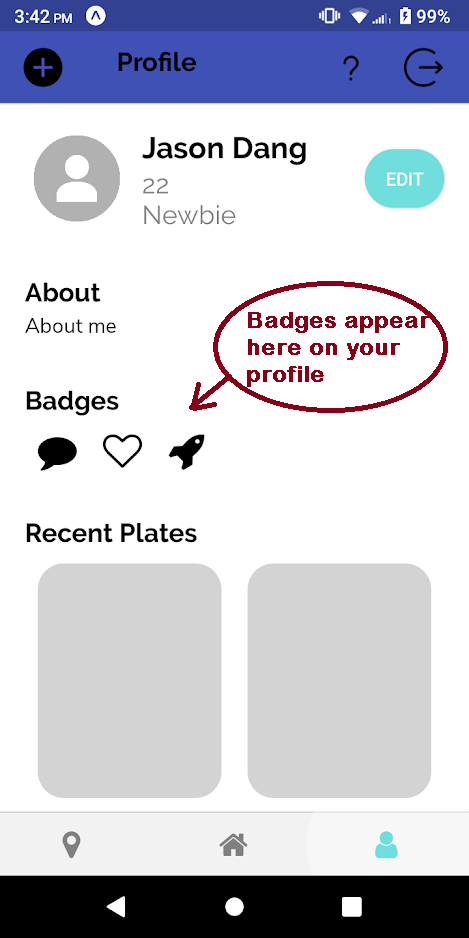 3:42 PM
99%
Profile
?
Jason Dang
22
Newbie
EDIT
About
About me
Badges appear
here on your
profile
Badges
Recent Plates